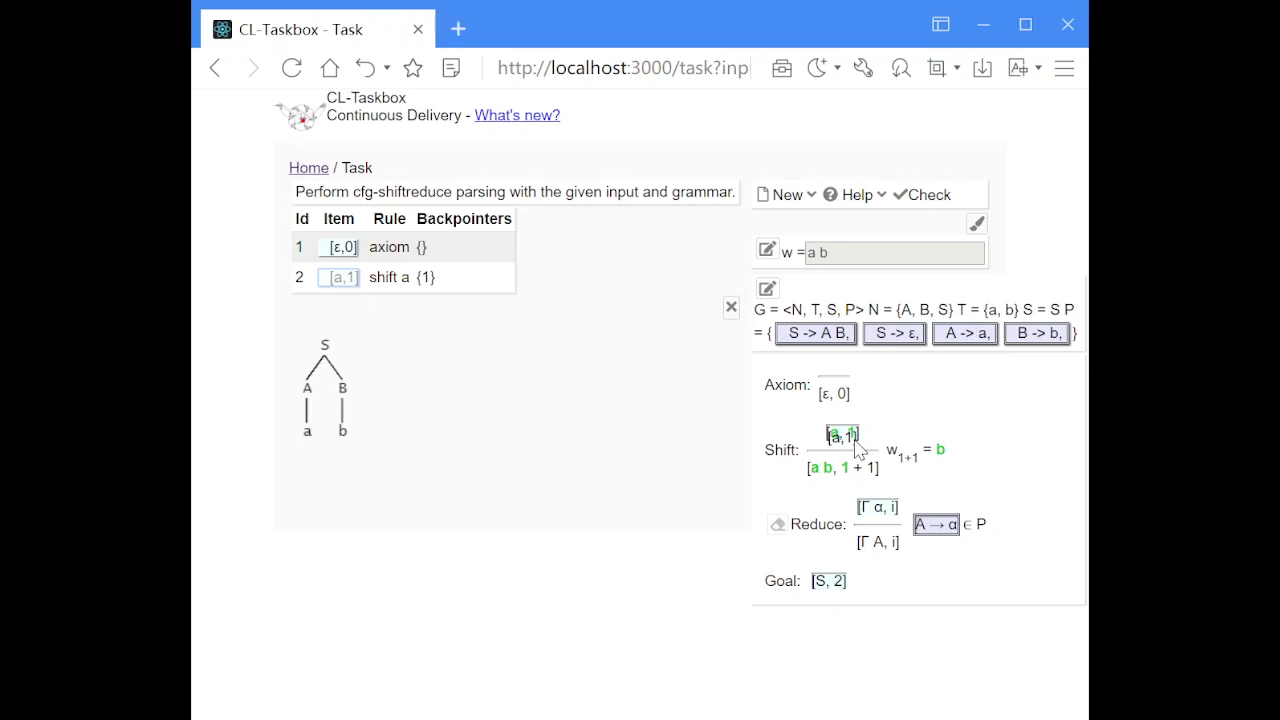 CL-Taskbox - Task
http://localhost:3000/task?inp
CL-Taskbox
Continuous Delivery - What's new?
Home / Task
Perform cfg-shiftreduce parsing with the given input and grammar.
Id Item Rule Backpointers
1 [ε,0] axiom {}
2 [a,1] shift a {1}
S
A B
a b
New Help Check
w = a b
G = <N, T, S, P> N = {A, B, S} T = {a, b} S = S P
= { S -> A B, S -> ε, A -> a, B -> b, }
Axiom: [ε, 0]
Shift: [a,1]
[a b, 1 + 1] w1+1 = b
Reduce: [Γ α, i]
[Γ A, i] A → α ∈ P
Goal: [S, 2]